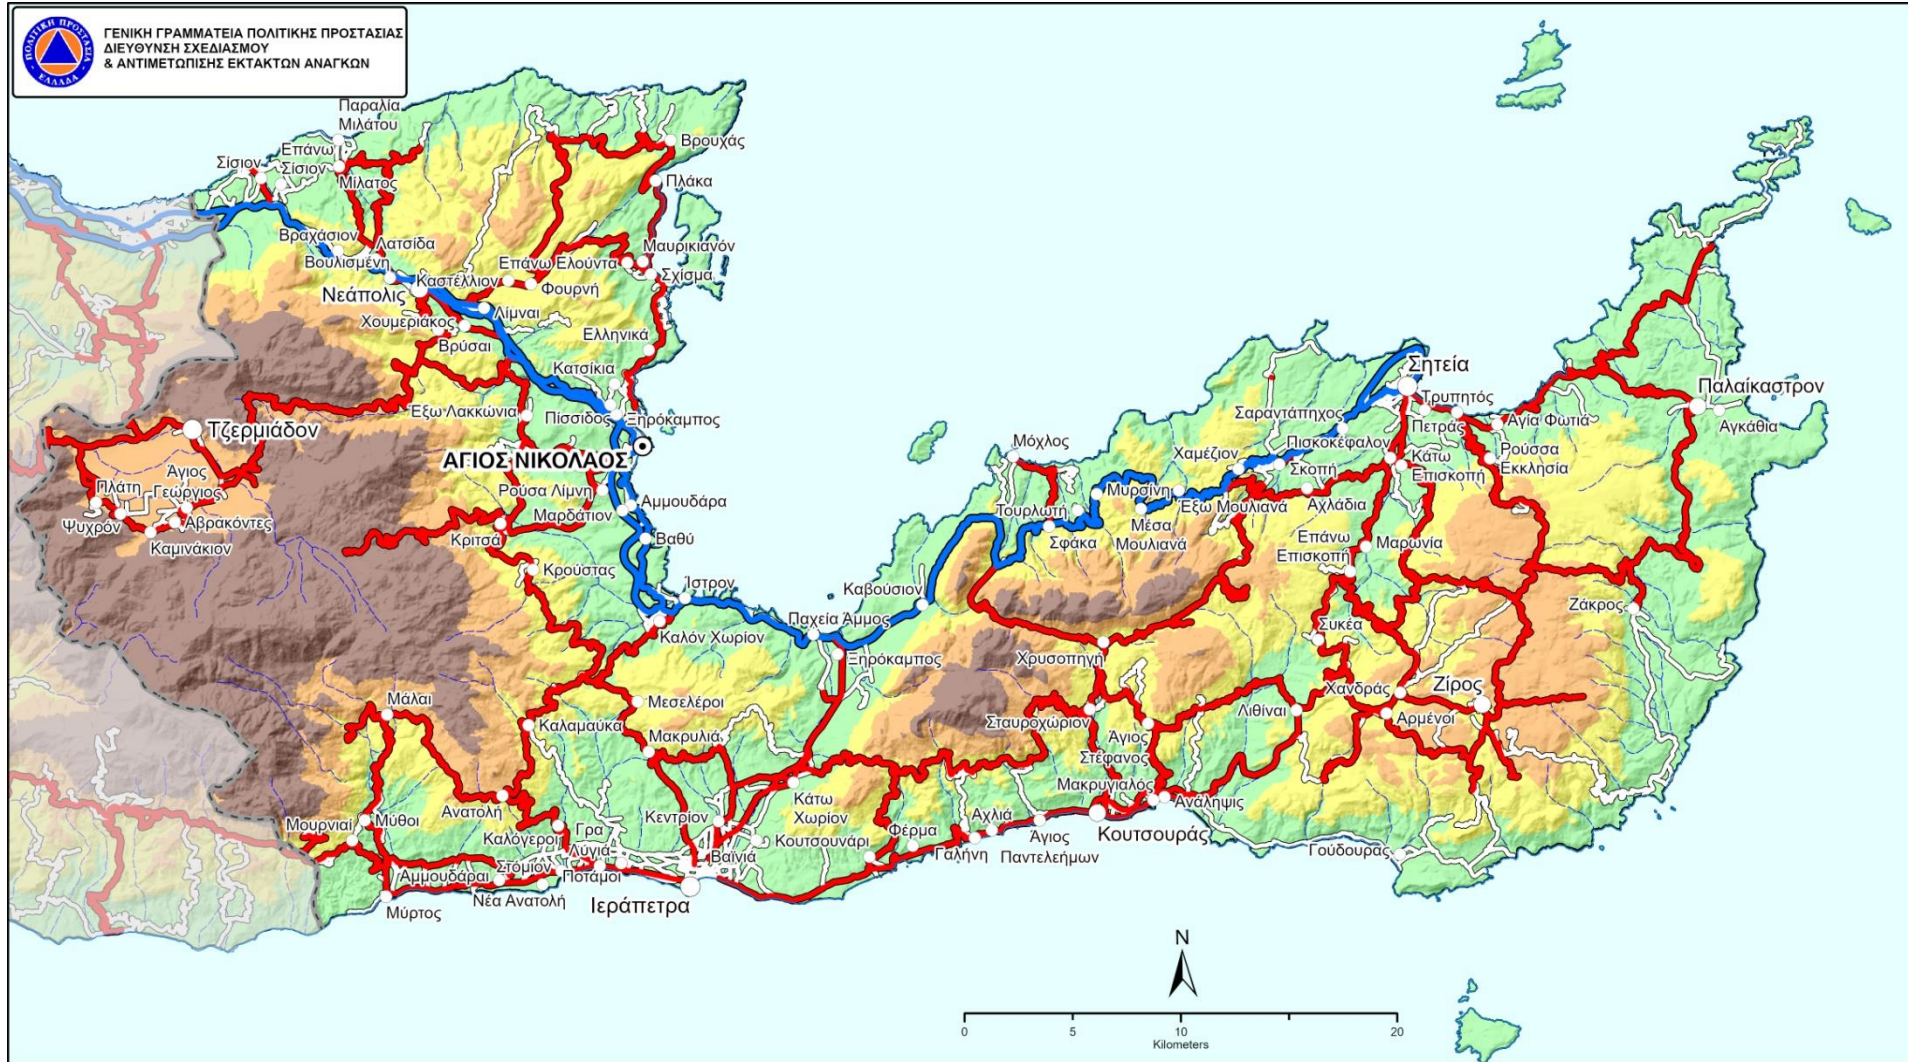 ΓΕΝΙΚΗ ΓΡΑΜΜΑΤΕΙΑ ΠΟΛΙΤΙΚΗΣ ΠΡΟΣΤΑΣΙΑΣ
ΔΙΕΥΘΥΝΣΗ ΣΧΕΔΙΑΣΜΟΥ
& ΑΝΤΙΜΕΤΩΠΙΣΗΣ ΕΚΤΑΚΤΩΝ ΑΝΑΓΚΩΝ
ΠΟΛΙΤΙΚΗ ΠΡΟΣΤΑΣΙΑ
ΕΛΛΑΔΑ
Παραλία
Μιλάτου
Επάνω
Σίσιον
Σίσιον
Μίλατος
Βρουχάς
Πλάκα
Βραχάσιον
Λατσίδα
Βουλισμένη
Νεάπολις
Καστέλλιον
Επάνω Ελούντα
Μαυρικιανόν
Σχίσμα
Φουρνή
Λίμναι
Χουμεριάκος
Βρύσαι
Ελληνικά
Κατσίκια
Έξω Λακκώνια
Πίσσιδος
Ξηρόκαμπος
ΑΓΙΟΣ ΝΙΚΟΛΑΟΣ
Τζερμιάδον
Άγιος
Γεώργιος
Πλάτη
Ψυχρόν
Αβρακόντες
Καμινάκιον
Ρούσα Λίμνη
Αμμουδάρα
Μαρδάτιον
Κριτσά
Βαθύ
Κρούστας
Ίστρον
Καλόν Χωρίον
Παχεία Άμμος
Ξηρόκαμπος
Καβούσιον
Μόχλος
Τουρλωτή
Σφάκα
Μυρσίνη
Μέσα
Μουλιανά
Έξω Μουλιανά
Χαμέζιον
Σκοπή
Σαραντάπηχος
Πισκοκέφαλον
Σητεία
Τρυπητός
Πετράς
Αγία Φωτιά
Παλαίκαστρον
Αγκάθια
Κάτω
Επισκοπή
Ρούσσα
Εκκλησία
Αχλάδια
Επάνω
Επισκοπή
Μαρωνία
Ζάκρος
Συκέα
Χρυσοπηγή
Χανδράς
Ζίρος
Αρμένοι
Λιθίναι
Σταυροχώριον
Άγιος
Στέφανος
Μακρυγιαλός
Ανάληψις
Κουτσουράς
Γούδουρας
Μάλαι
Καλαμαύκα
Μεσελέροι
Μακρυλιά
Ανατολή
Μουρνιαί
Μύθοι
Καλόγεροι
Γρα
Λυγιά
Κεντρίον
Κάτω
Χωρίον
Αμμουδάραι
Στόμιον
Ποτάμοι
Βαϊνιά
Κουτσουνάρι
Φέρμα
Αχλιά
Γαλήνη
Άγιος
Παντελεήμων
Μύρτος
Νέα Ανατολή
Ιεράπετρα
N
0
5
10
20
Kilometers